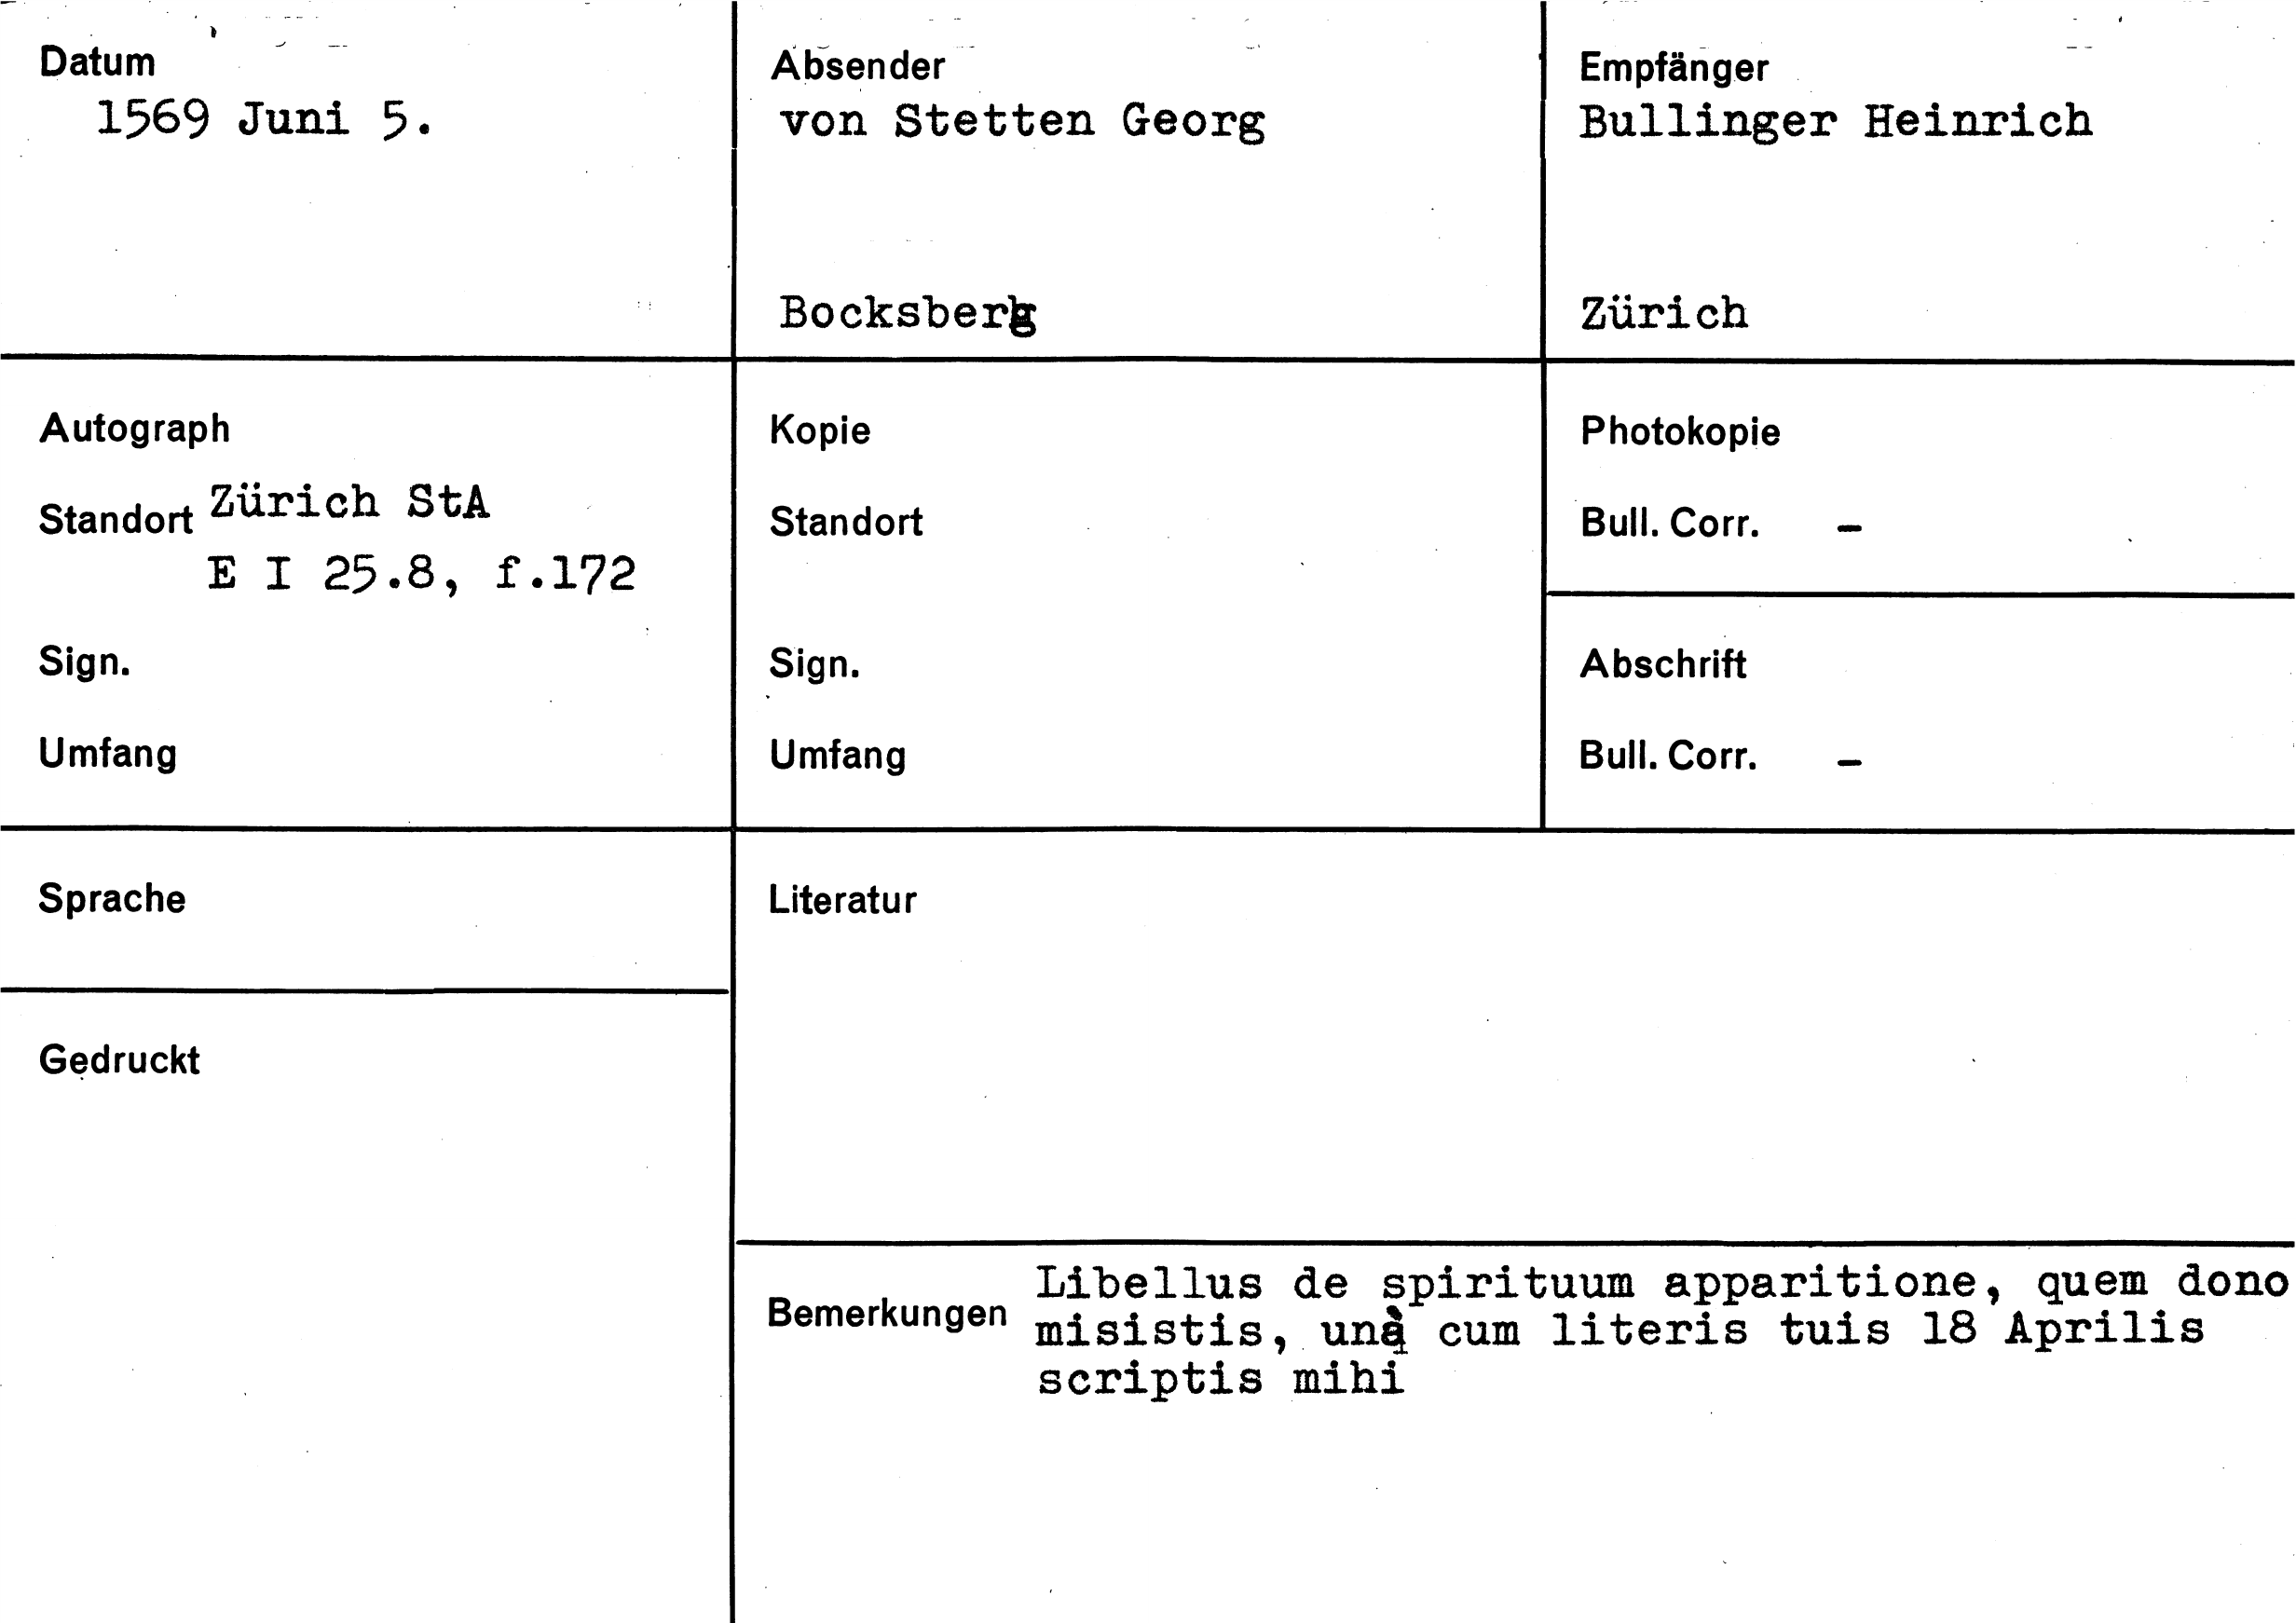 Datum
1569 Juni 5.
Absender
von Stetten Georg
Bocksberg
Empfänger
Bullinger Heinrich
Zürich
Autograph
Standort Zürich StA
E I 25.8, f.172
Sign.
Umfang
Kopie
Standort
Sign.
Umfang
Photokopie
Bull. Corr. –
Abschrift
Bull. Corr. –
Sprache
Gedruckt
Literatur
Bemerkungen
Libellus de spirituum apparitione, quem dono
misistis, unà cum literis tuis 18 Aprilis
scriptis mihi